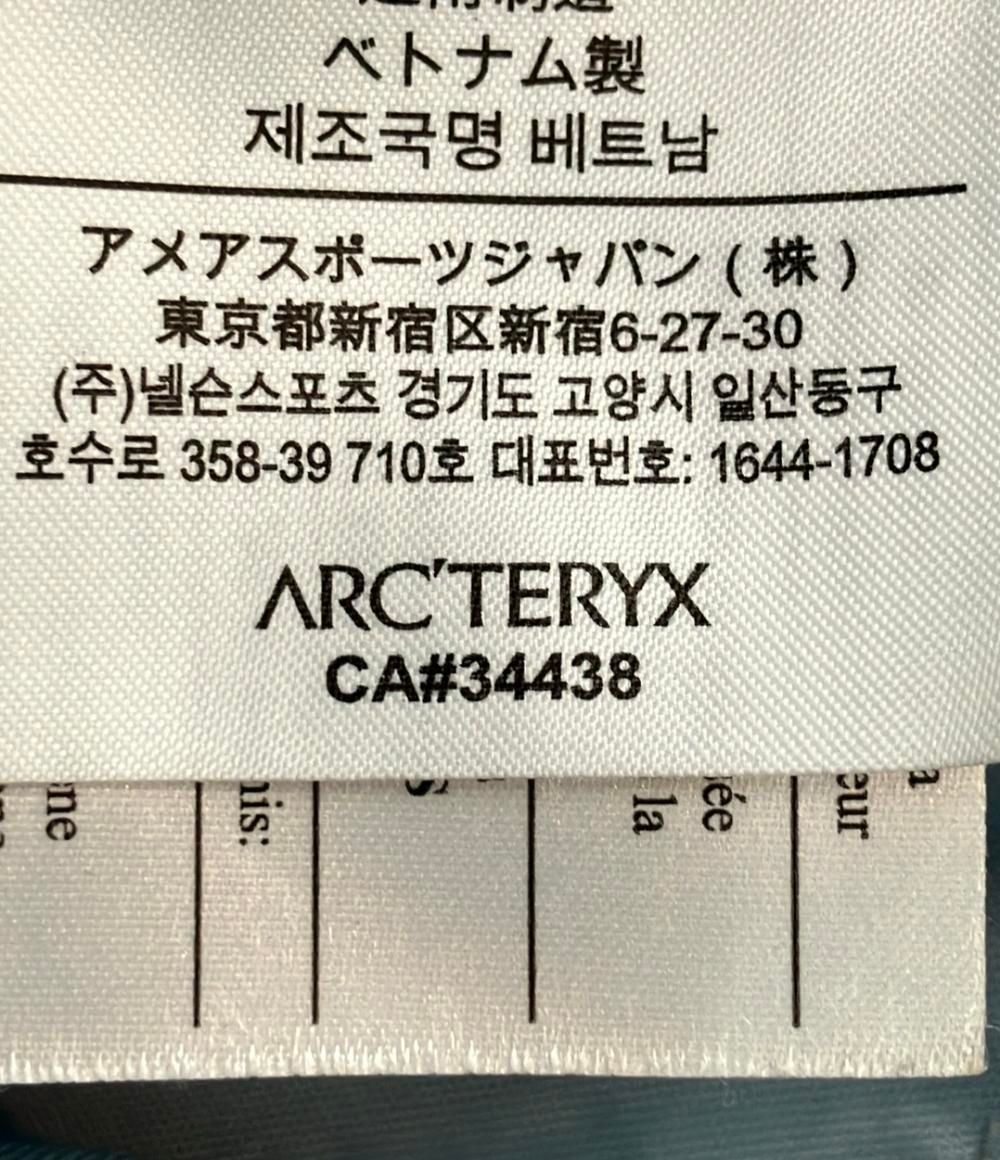 ベトナム製
제조국명 베트남
アメアスポーツジャパン ( 株 )
東京都新宿区新宿6-27-30
(주)넬슨스포츠 경기도 고양시 일산동구
호수로 358-39 710호 대표번호: 1644-1708
ARC'TERYX
CA#34438
la